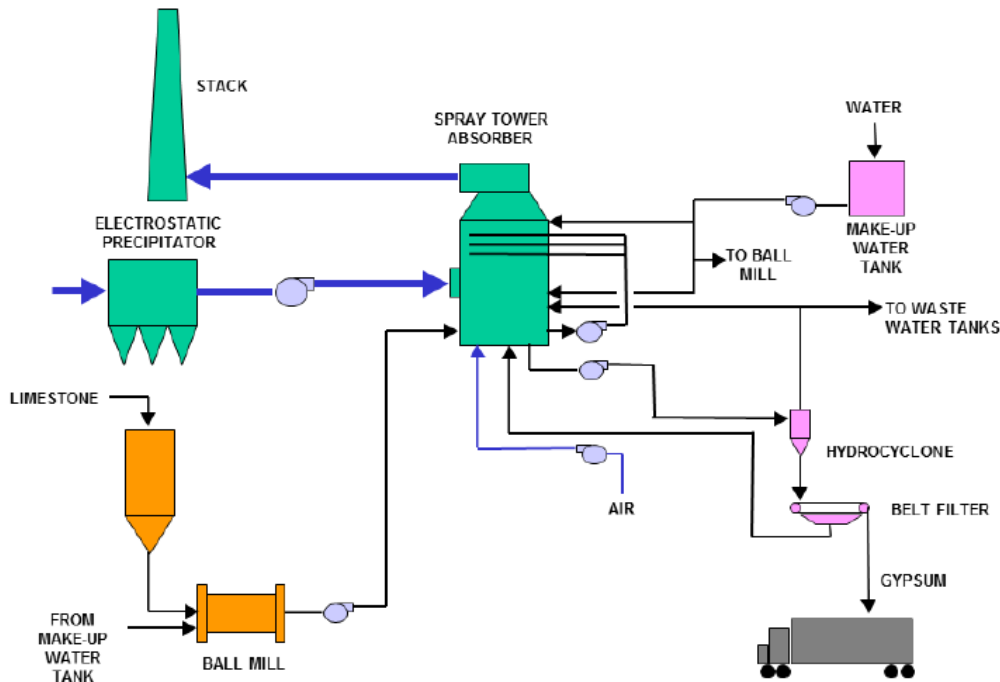 STACK
SPRAY TOWER
ABSORBER
WATER
ELECTROSTATIC
PRECIPITATOR
MAKE-UP
WATER
TANK
TO BALL
MILL
TO WASTE
WATER TANKS
LIMESTONE
HYDROCYCLONE
AIR
BELT FILTER
GYPSUM
FROM
MAKE-UP
WATER
TANK
BALL MILL